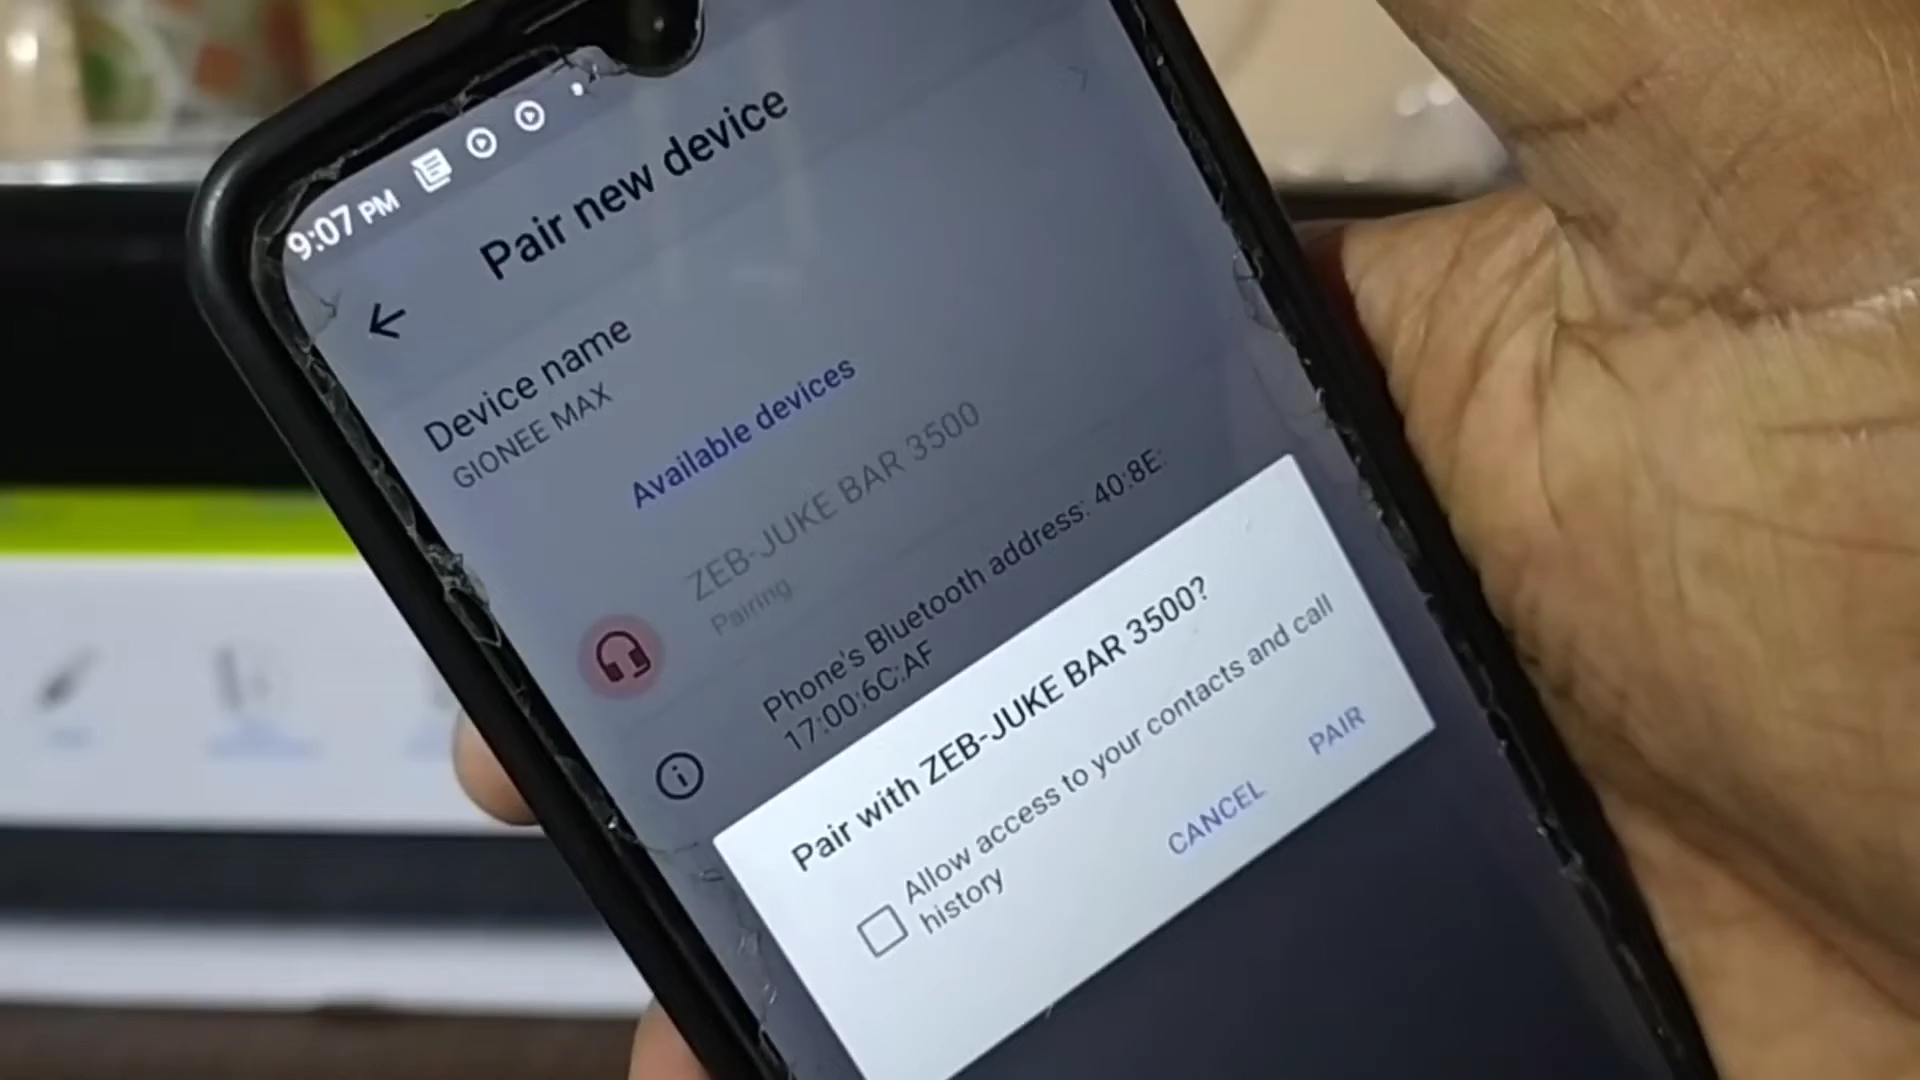 9:07 PM
Pair new device
Device name
GIONEE MAX
Available devices
ZEB-JUKE BAR 3500
Pairing
Phone's Bluetooth address: 40:8E:
17:00:6C:AF
Pair with ZEB-JUKE BAR 3500?
Allow access to your contacts and call
history
CANCEL
PAIR